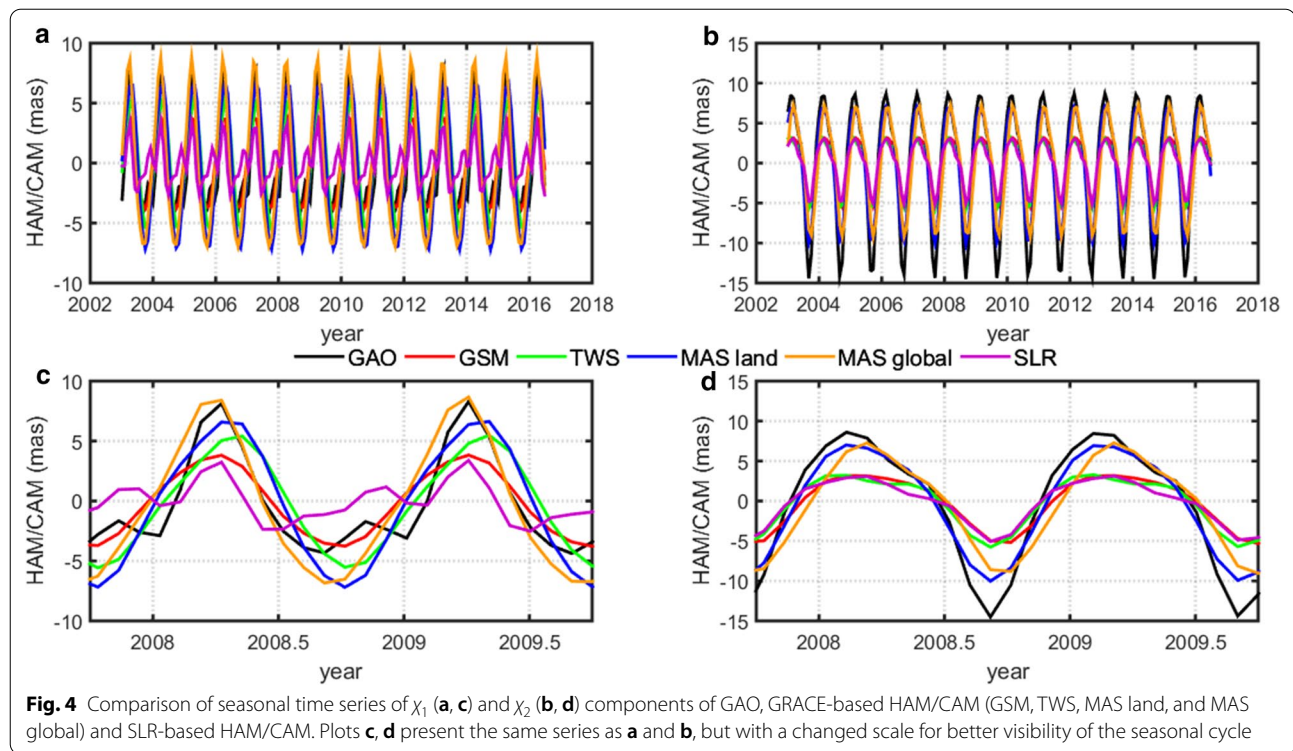 a
10
5
0
-5
-10
HAM/CAM (mas)
2002 2004 2006 2008 2010 2012 2014 2016 2018
year
b
15
10
5
0
-5
-10
-15
HAM/CAM (mas)
2002 2004 2006 2008 2010 2012 2014 2016 2018
year
GAO GSM TWS MAS land MAS global SLR
c
10
5
0
-5
-10
HAM/CAM (mas)
2008 2008.5 2009 2009.5
year
d
15
10
5
0
-5
-10
-15
HAM/CAM (mas)
2008 2008.5 2009 2009.5
year
Fig. 4 Comparison of seasonal time series of χ₁ (a, c) and χ₂ (b, d) components of GAO, GRACE-based HAM/CAM (GSM, TWS, MAS land, and MAS
global) and SLR-based HAM/CAM. Plots c, d present the same series as a and b, but with a changed scale for better visibility of the seasonal cycle